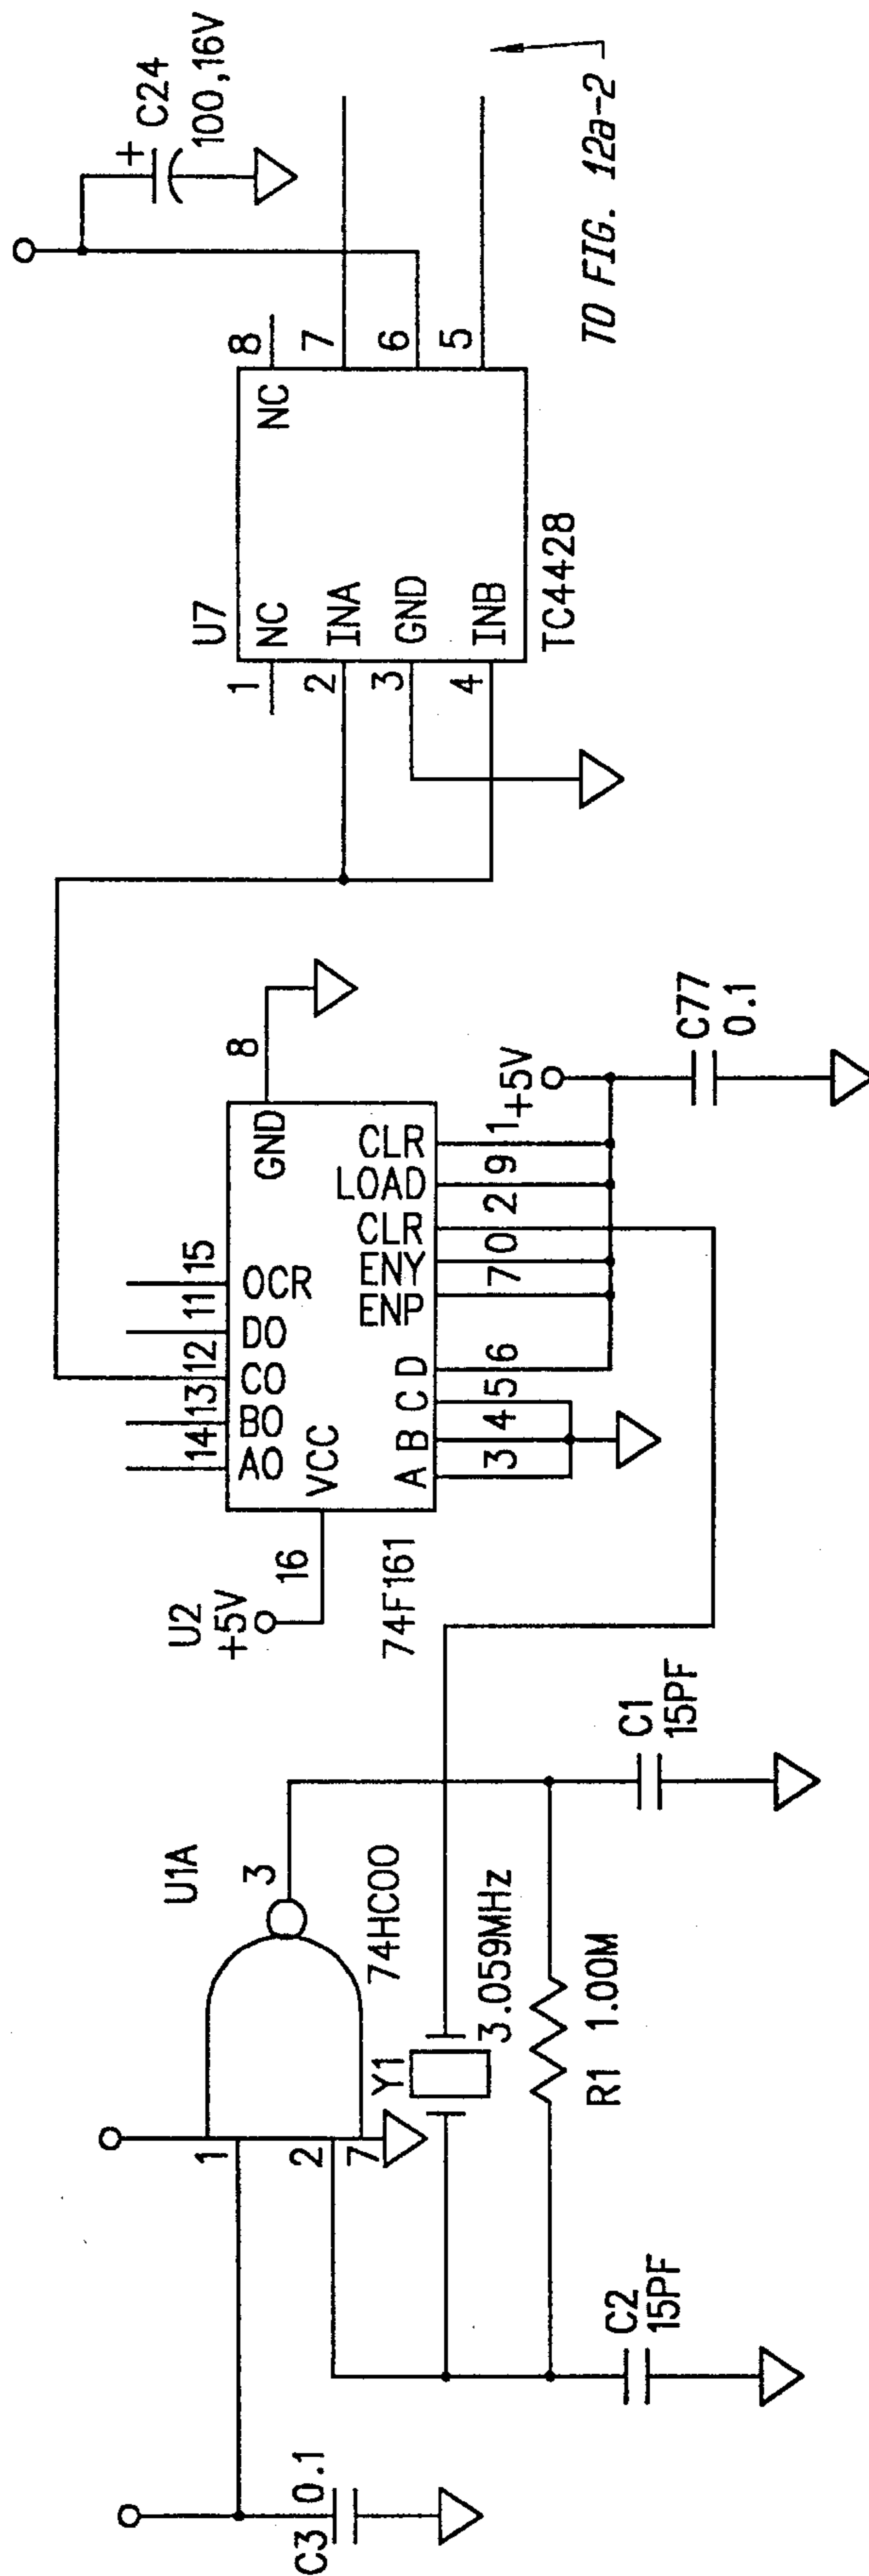 C3 0.1
1
2
7
U1A
3
74HC00
Y1
3.059MHz
R1 1.00M
C2
15PF
C1
15PF
U2
+5V
16
74F161
VCC
GND
8
14
13
12
11
15
AO
BO
CO
DO
OCR
A
B
C
D
ENP
ENY
CLR
LOAD
CLR
3
4
5
6
7
0
2
9
1
+5V
C77
0.1
U7
1
2
3
4
NC
INA
GND
INB
NC
8
7
6
5
TC4428
+
C24
100,16V
TO FIG. 12a-2